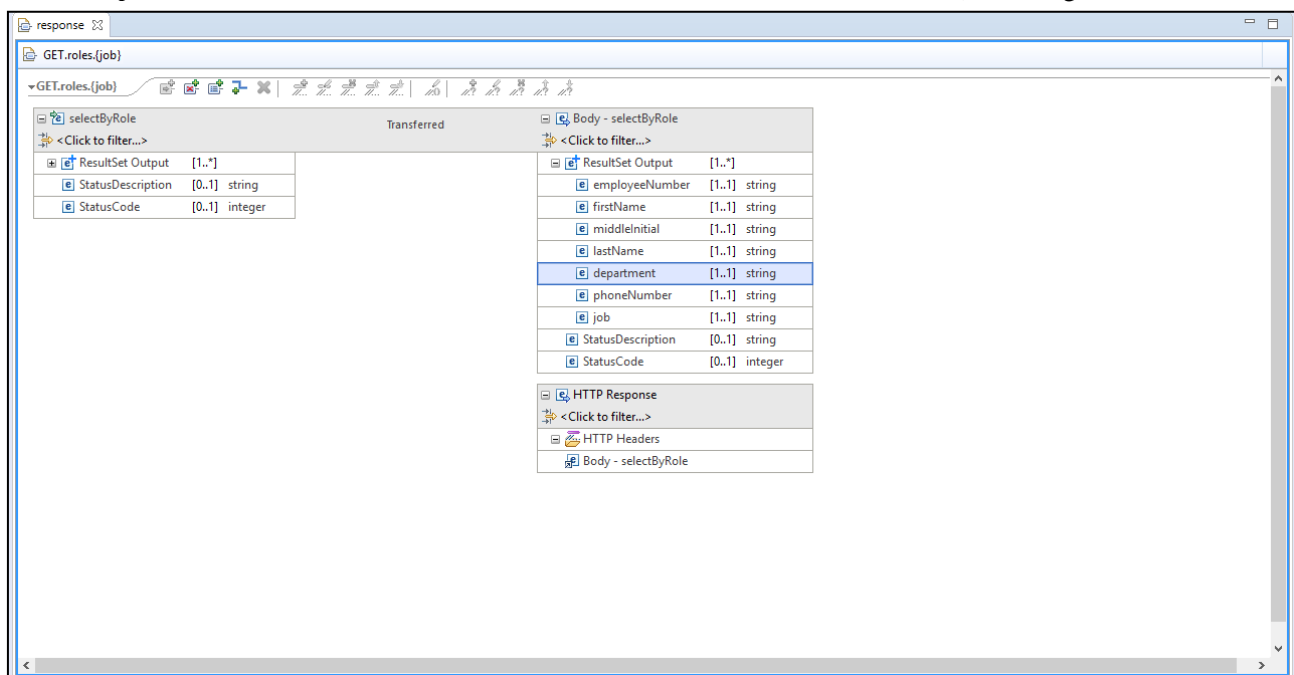 response
GET.roles.{job}
GET.roles.{job}
selectByRole
<Click to filter...>
ResultSet Output [1..*]
StatusDescription [0..1] string
StatusCode [0..1] integer
Transferred
Body - selectByRole
<Click to filter...>
ResultSet Output [1..*]
employeeNumber [1..1] string
firstName [1..1] string
middleInitial [1..1] string
lastName [1..1] string
department [1..1] string
phoneNumber [1..1] string
job [1..1] string
StatusDescription [0..1] string
StatusCode [0..1] integer
HTTP Response
<Click to filter...>
HTTP Headers
Body - selectByRole